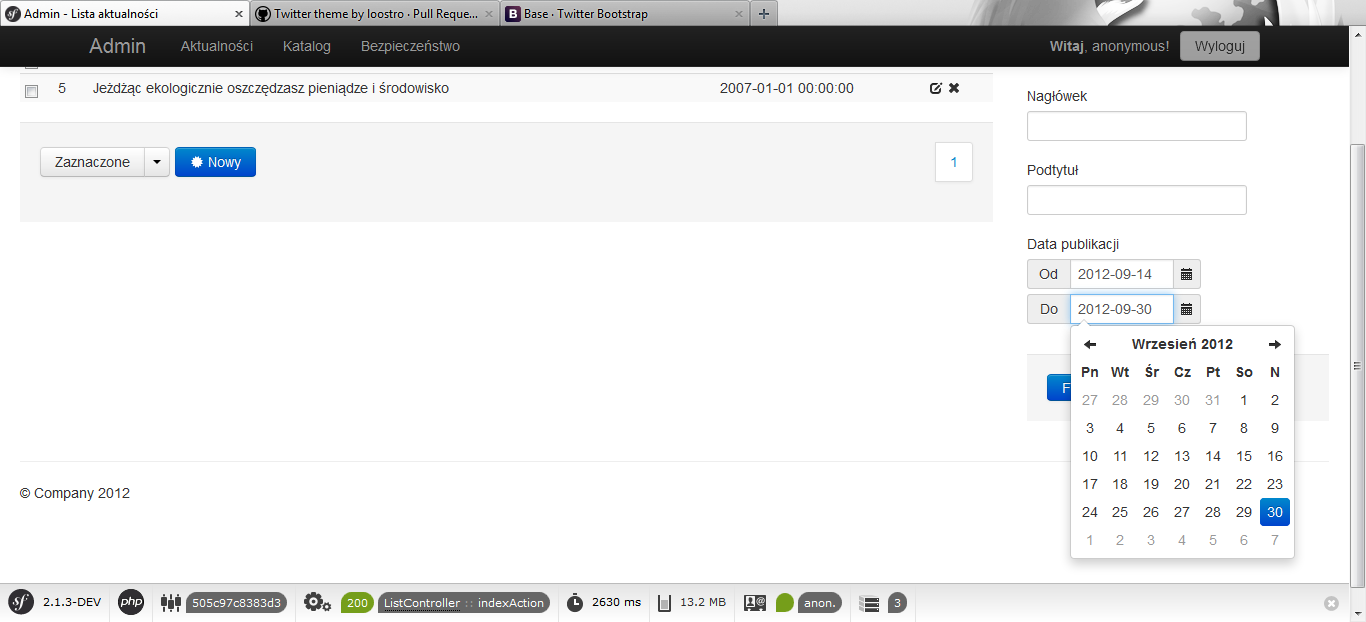 Admin - Lista aktualności
Twitter theme by loostro · Pull Reque...
Base · Twitter Bootstrap
Admin Aktualności Katalog Bezpieczeństwo Witaj, anonymous! Wyloguj
5 Jeżdżąc ekologicznie oszczędzasz pieniądze i środowisko 2007-01-01 00:00:00
Zaznaczone Nowy 1
Nagłówek
Podtytuł
Data publikacji
Od 2012-09-14
Do 2012-09-30
Wrzesień 2012
Pn Wt Śr Cz Pt So N
27 28 29 30 31 1 2
3 4 5 6 7 8 9
10 11 12 13 14 15 16
17 18 19 20 21 22 23
24 25 26 27 28 29 30
1 2 3 4 5 6 7
F
© Company 2012
sf 2.1.3-DEV php 505c97c8383d3 200 ListController :: indexAction 2630 ms 13.2 MB anon. 3